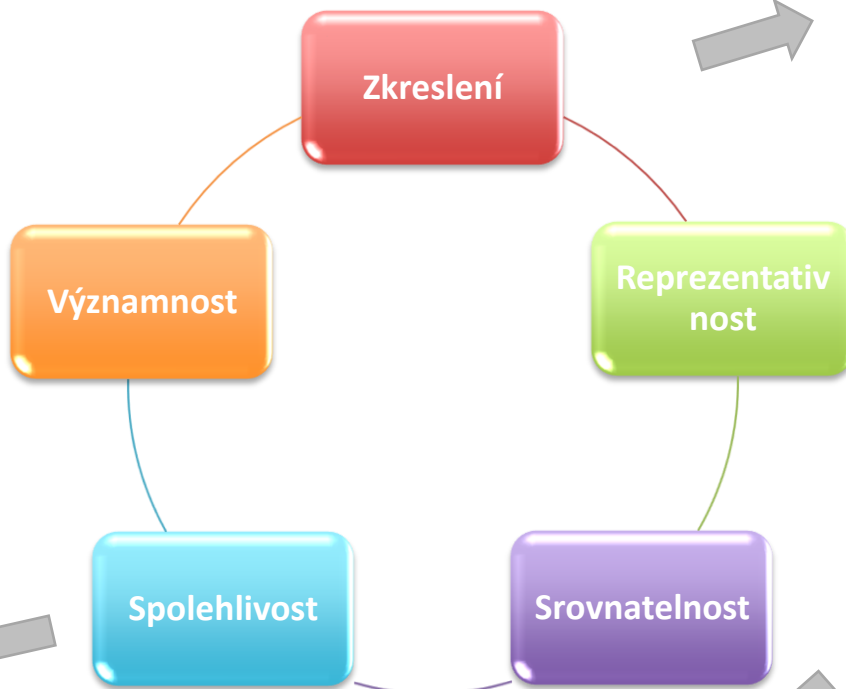 Zkreslení
Významnost
Reprezentativ
nost
Spolehlivost
Srovnatelnost